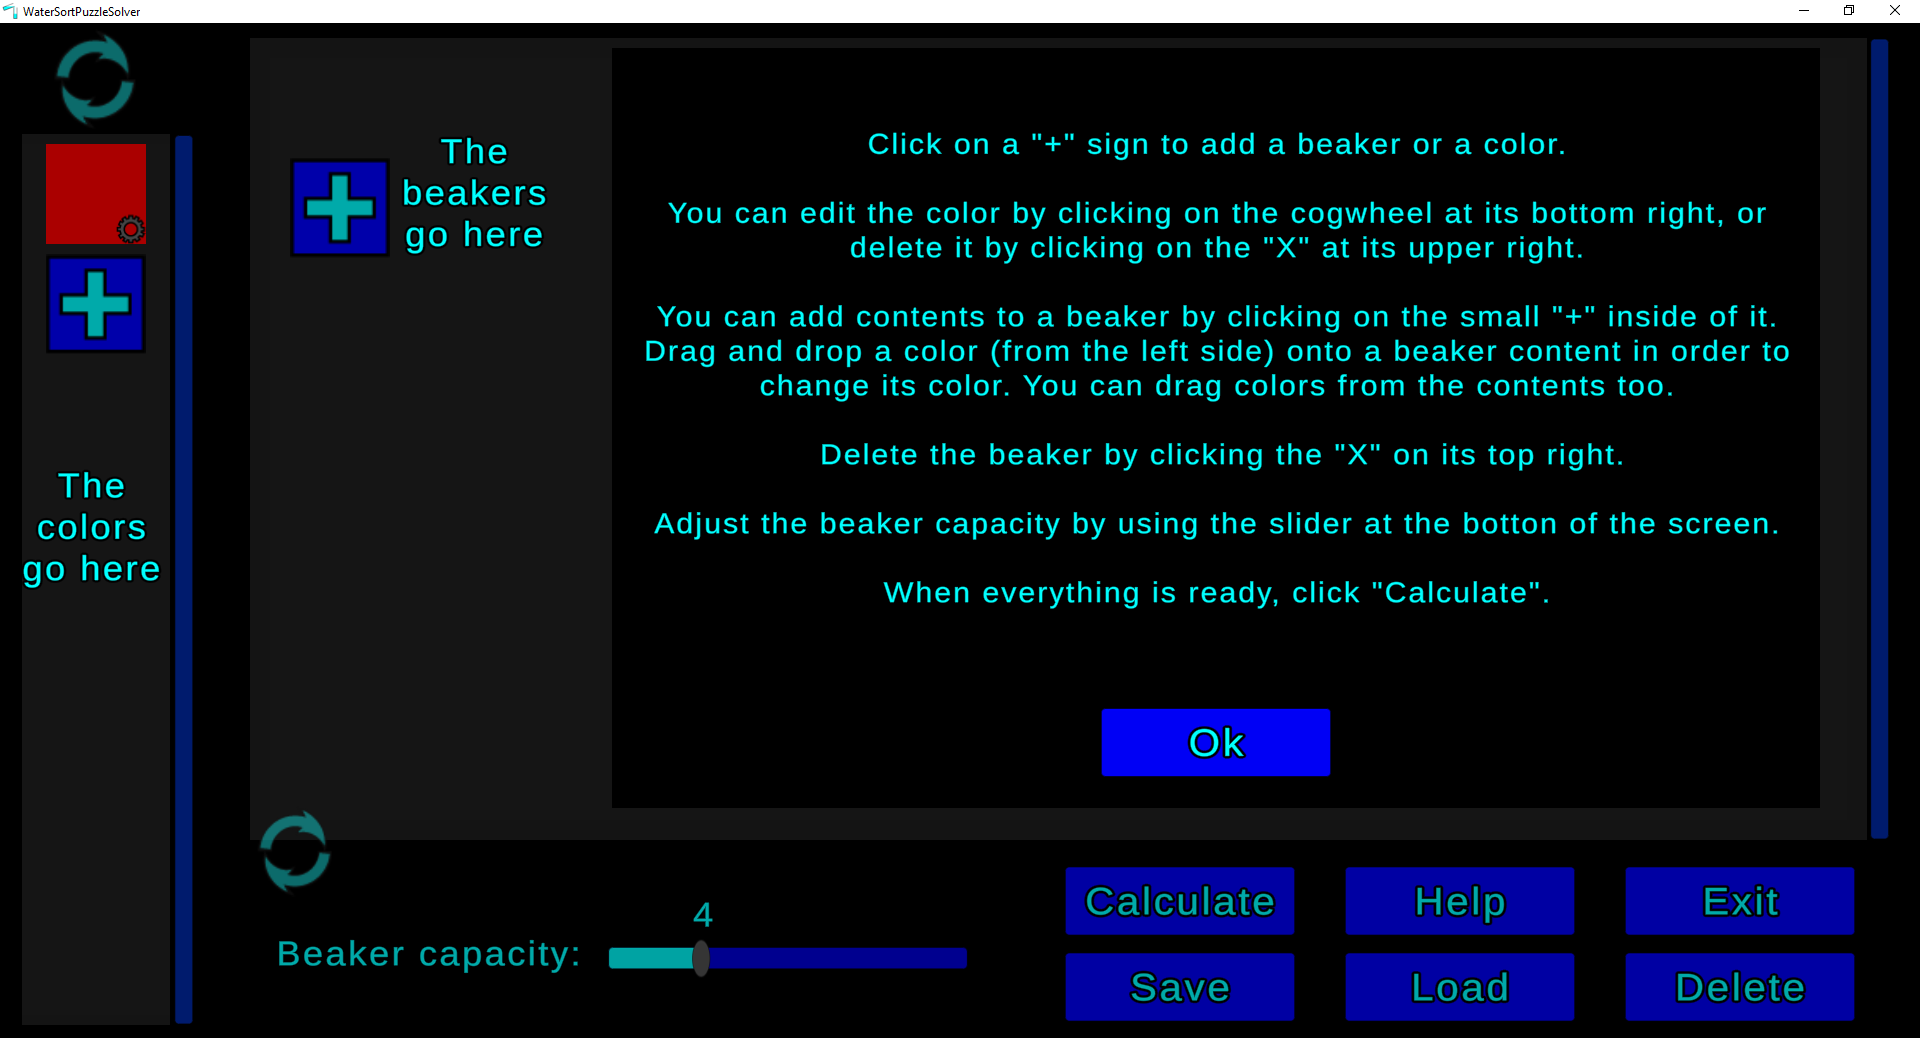 WaterSortPuzzleSolver
The
beakers
go here
The
colors
go here
Click on a "+" sign to add a beaker or a color.
You can edit the color by clicking on the cogwheel at its bottom right, or
delete it by clicking on the "X" at its upper right.
You can add contents to a beaker by clicking on the small "+" inside of it.
Drag and drop a color (from the left side) onto a beaker content in order to
change its color. You can drag colors from the contents too.
Delete the beaker by clicking the "X" on its top right.
Adjust the beaker capacity by using the slider at the botton of the screen.
When everything is ready, click "Calculate".
Ok
Beaker capacity:
4
Calculate
Help
Exit
Save
Load
Delete